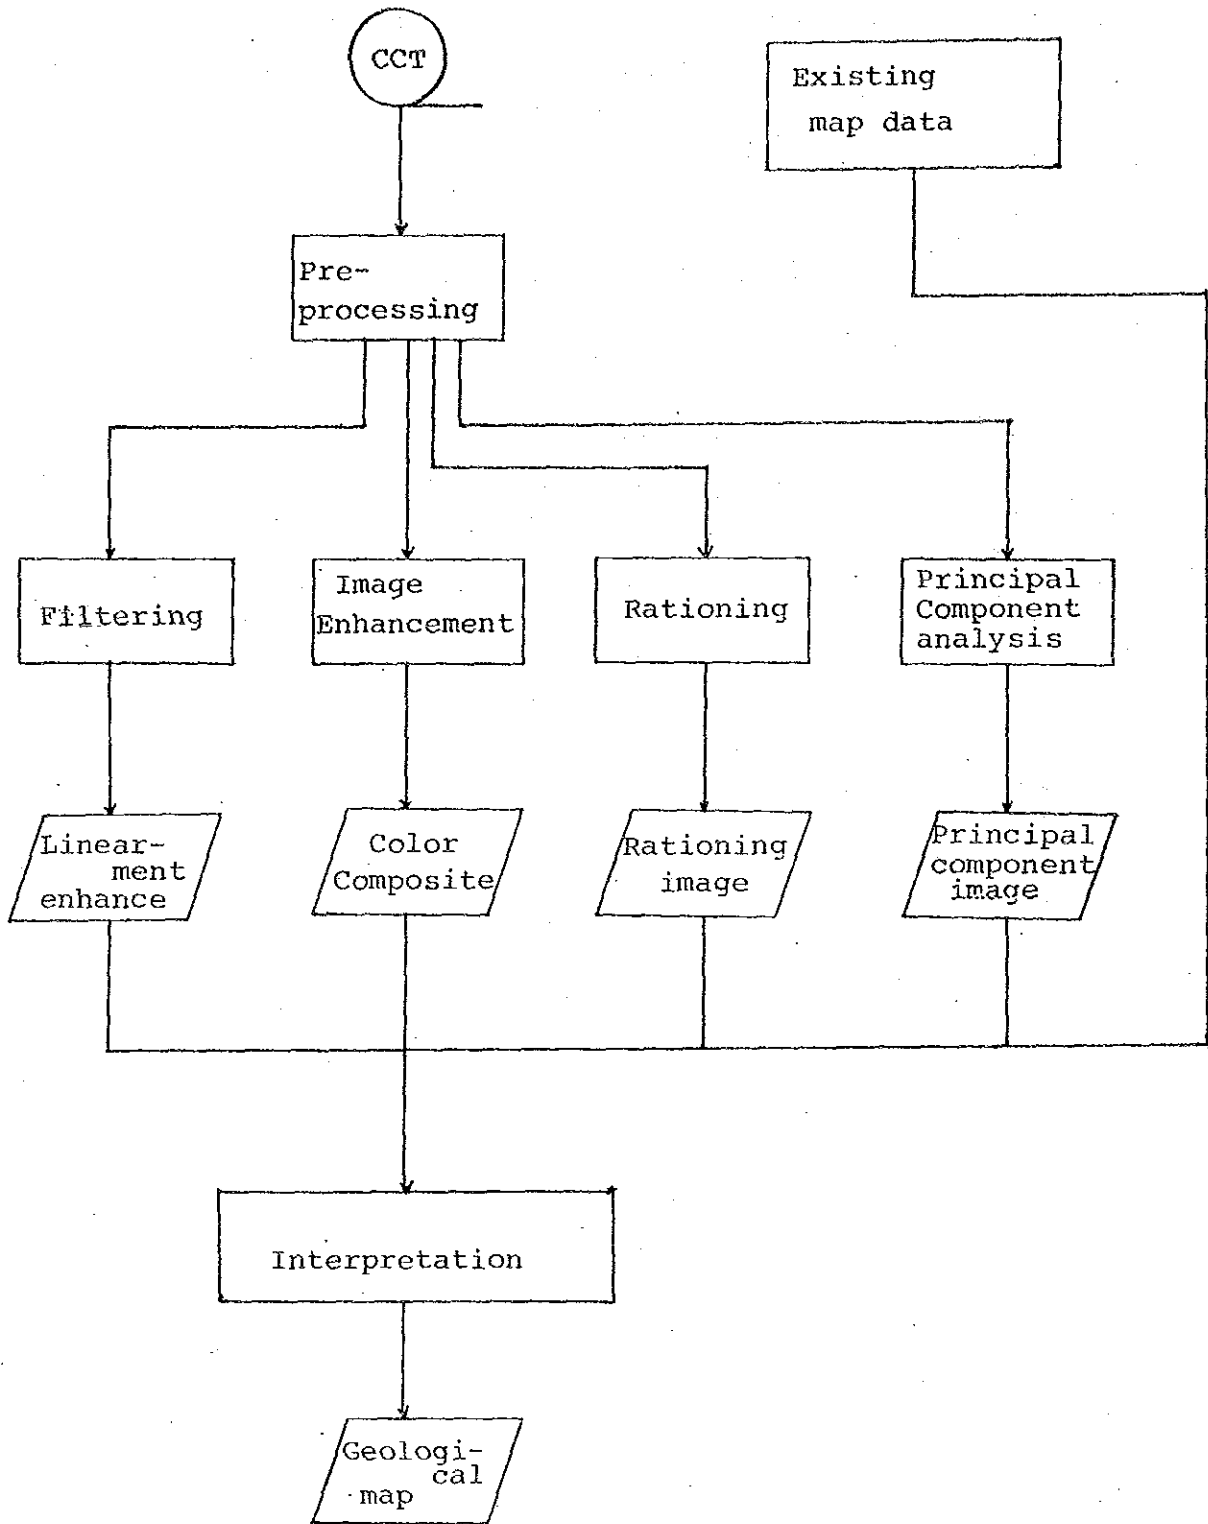 CCT
Existing
map data
Pre-
processing
Filtering
Image
Enhancement
Rationing
Principal
Component
analysis
Linear-
ment
enhance
Color
Composite
Rationing
image
Principal
component
image
Interpretation
Geologi-
cal
map